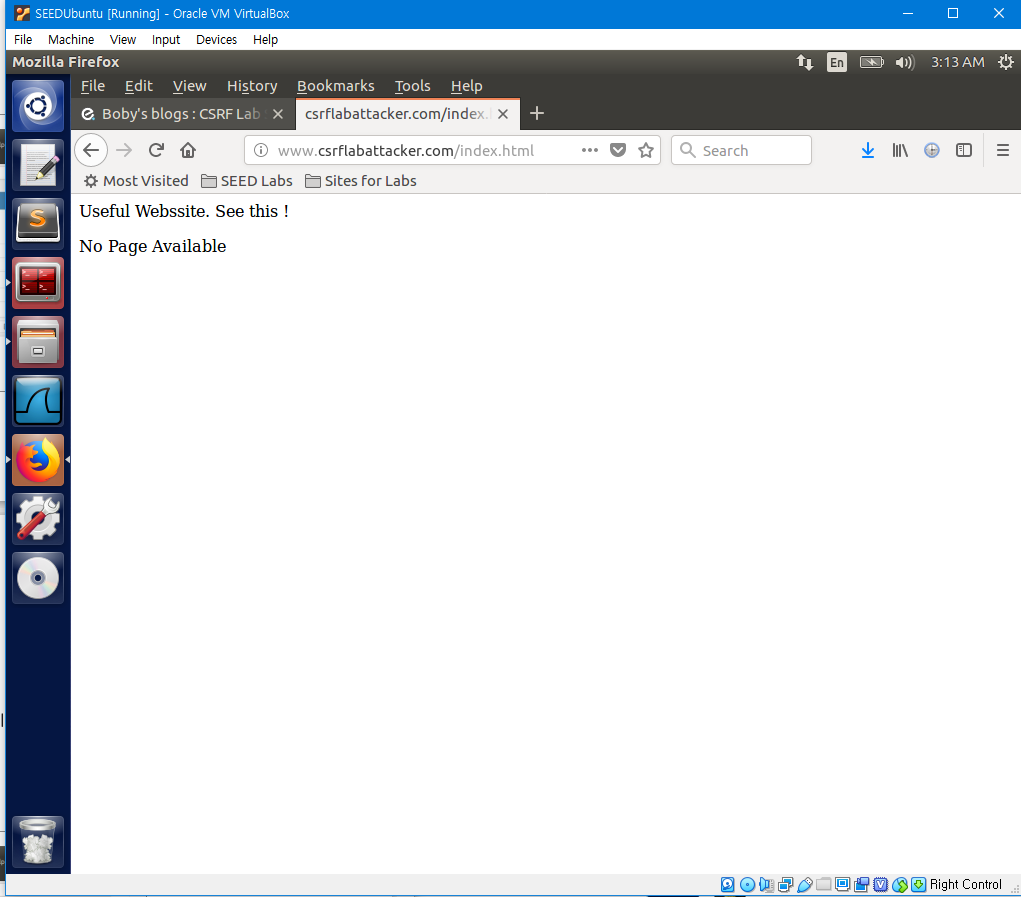 SEEDUbuntu [Running] - Oracle VM VirtualBox
File Machine View Input Devices Help
Mozilla Firefox En 3:13 AM
File Edit View History Bookmarks Tools Help
Boby's blogs : CSRF Lab csrflabattacker.com/index.
www.csrflabattacker.com/index.html Search
Most Visited SEED Labs Sites for Labs
Useful Webssite. See this !
No Page Available
Right Control